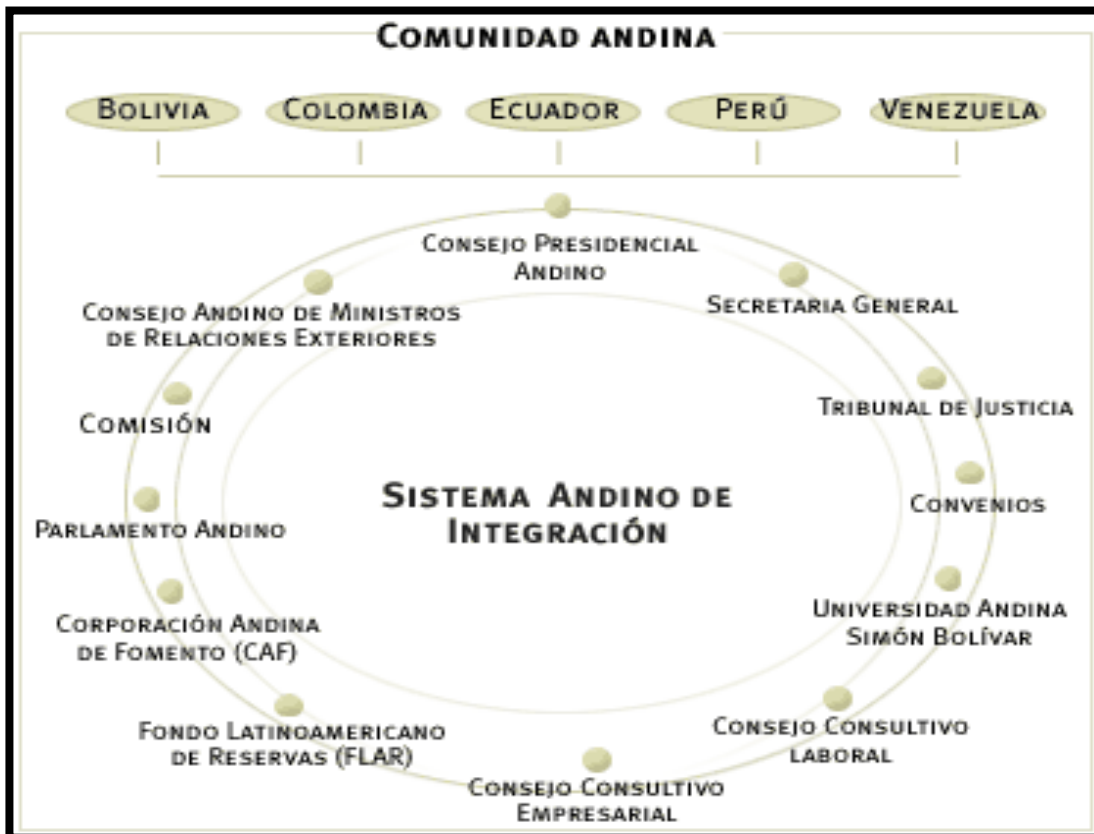 COMUNIDAD ANDINA
BOLIVIA COLOMBIA ECUADOR PERÚ VENEZUELA
CONSEJO PRESIDENCIAL
ANDINO
SECRETARIA GENERAL
CONSEJO ANDINO DE MINISTROS
DE RELACIONES EXTERIORES
TRIBUNAL DE JUSTICIA
COMISIÓN
SISTEMA ANDINO DE
INTEGRACIÓN
CONVENIOS
PARLAMENTO ANDINO
UNIVERSIDAD ANDINA
SIMÓN BOLÍVAR
CORPORACIÓN ANDINA
DE FOMENTO (CAF)
CONSEJO CONSULTIVO
LABORAL
FONDO LATINOAMERICANO
DE RESERVAS (FLAR)
CONSEJO CONSULTIVO
EMPRESARIAL